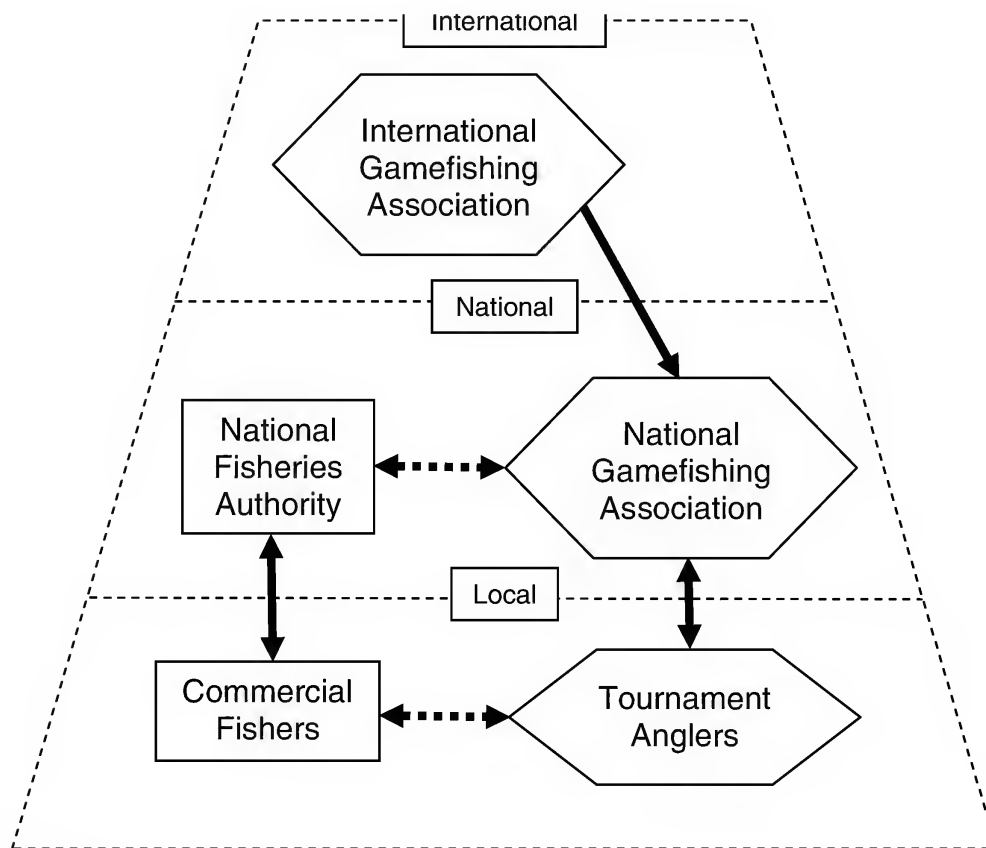 International
International
Gamefishing
Association
National
National
Fisheries
Authority
National
Gamefishing
Association
Local
Commercial
Fishers
Tournament
Anglers